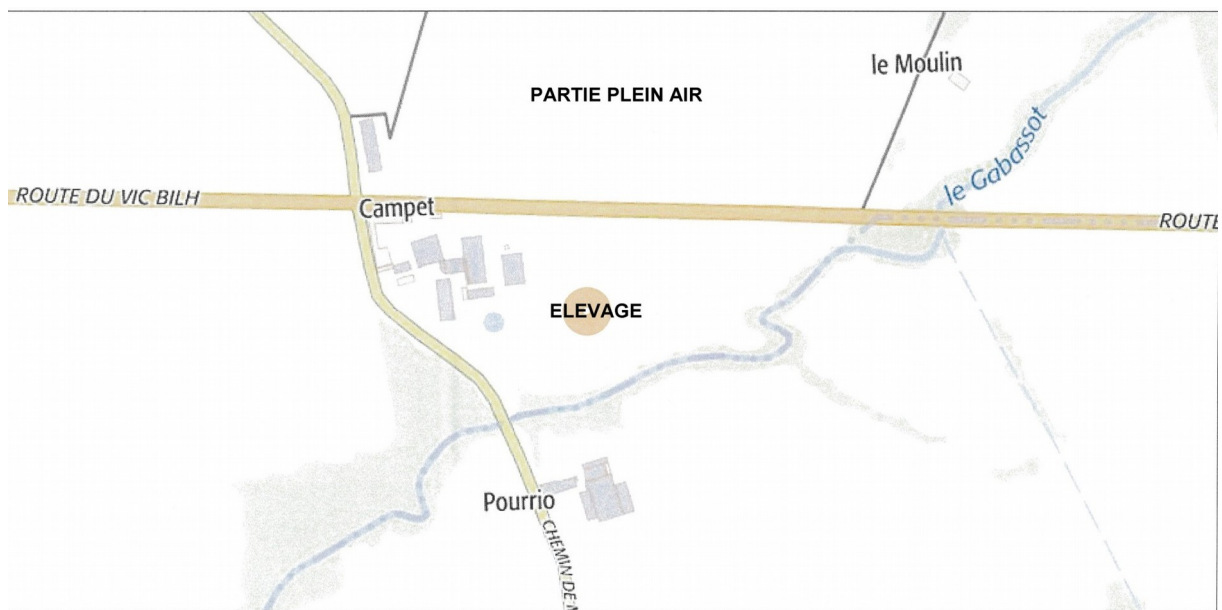 le Moulin
PARTIE PLEIN AIR
le Gabassot
ROUTE DU VIC BILH
Campet
ROUTE
ELEVAGE
Pourrio
CHEMIN DE